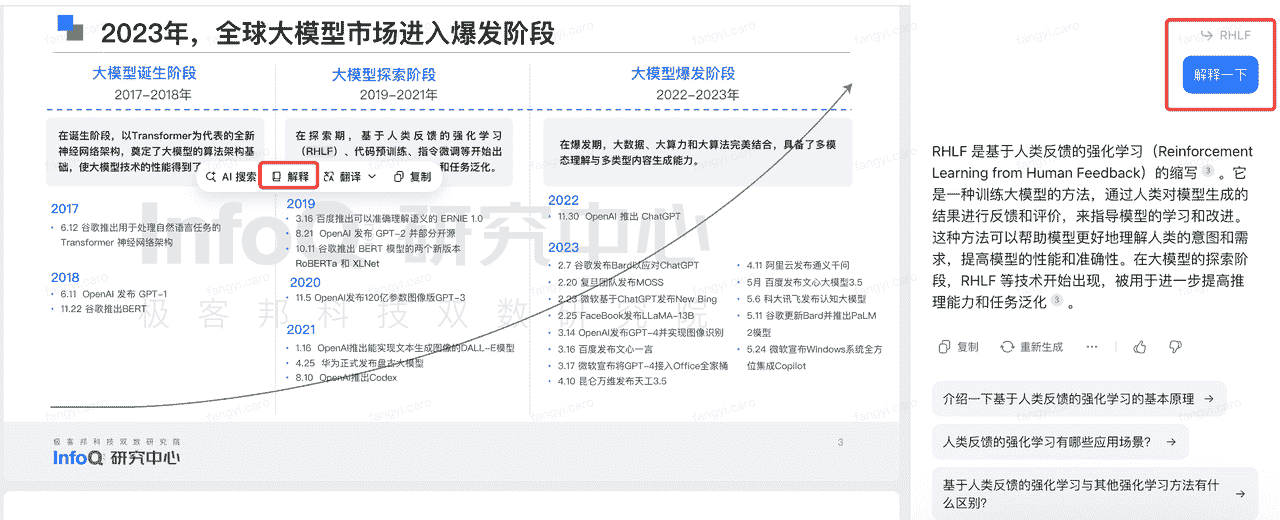 2023年，全球大模型市场进入爆发阶段
大模型诞生阶段
2017-2018年
在诞生阶段，以Transformer为代表的全新
神经网络架构，奠定了大模型的算法架构基
础，使大模型技术的性能得到了
2017
• 6.12 谷歌推出用于处理自然语言任务的
Transformer 神经网络架构
2018
• 6.11 OpenAI 发布 GPT-1
• 11.22 谷歌推出BERT
大模型探索阶段
2019-2021年
在探索期，基于人类反馈的强化学习
（RHLF）、代码预训练、指令微调等开始出
和任务泛化。
AI 搜索
解释
翻译
复制
2019
• 3.16 百度推出可以准确理解语义的 ERNIE 1.0
• 8.21 OpenAI 发布 GPT-2 并部分开源
• 10.11 谷歌推出 BERT 模型的两个新版本
RoBERTa 和 XLNet
2020
• 11.5 OpenAI发布120亿参数图像版GPT-3
2021
• 1.16 OpenAI推出能实现文本生成图像的DALL-E模型
• 4.25 华为正式发布盘古大模型
• 8.10 OpenAI推出Codex
大模型爆发阶段
2022-2023年
在爆发期，大数据、大算力和大算法完美结合，具备了多模
态理解与多类型内容生成能力。
2022
• 11.30 OpenAI 推出 ChatGPT
2023
• 2.7 谷歌发布Bard以应对ChatGPT
• 2.20 复旦团队发布MOSS
• 2.23 微软基于ChatGPT发布New Bing
• 2.25 FaceBook发布LLaMA-13B
• 3.14 OpenAI发布GPT-4并实现图像识别
• 3.16 百度发布文心一言
• 3.17 微软宣布将GPT-4接入Office全家桶
• 4.10 昆仑万维发布天工3.5
• 4.11 阿里云发布通义千问
• 5月 百度发布文心大模型3.5
• 5.6 科大讯飞发布认知大模型
• 5.11 谷歌更新Bard并推出PaLM
2模型
• 5.24 微软宣布Windows系统全方
位集成Copilot
InfoQ 研究中心
极客邦科技双数研究院
极客邦科技双数研究院
InfoQ 研究中心
3
fangyi.caro
RHLF
解释一下
RHLF 是基于人类反馈的强化学习（Reinforcement
Learning from Human Feedback）的缩写 3 。它
是一种训练大模型的方法，通过人类对模型生成的
结果进行反馈和评价，来指导模型的学习和改进。
这种方法可以帮助模型更好地理解人类的意图和需
求，提高模型的性能和准确性。在大模型的探索阶
段，RHLF 等技术开始出现，被用于进一步提高推
理能力和任务泛化 3 。
复制
重新生成
介绍一下基于人类反馈的强化学习的基本原理 →
人类反馈的强化学习有哪些应用场景？ →
基于人类反馈的强化学习与其他强化学习方法有什
么区别? →